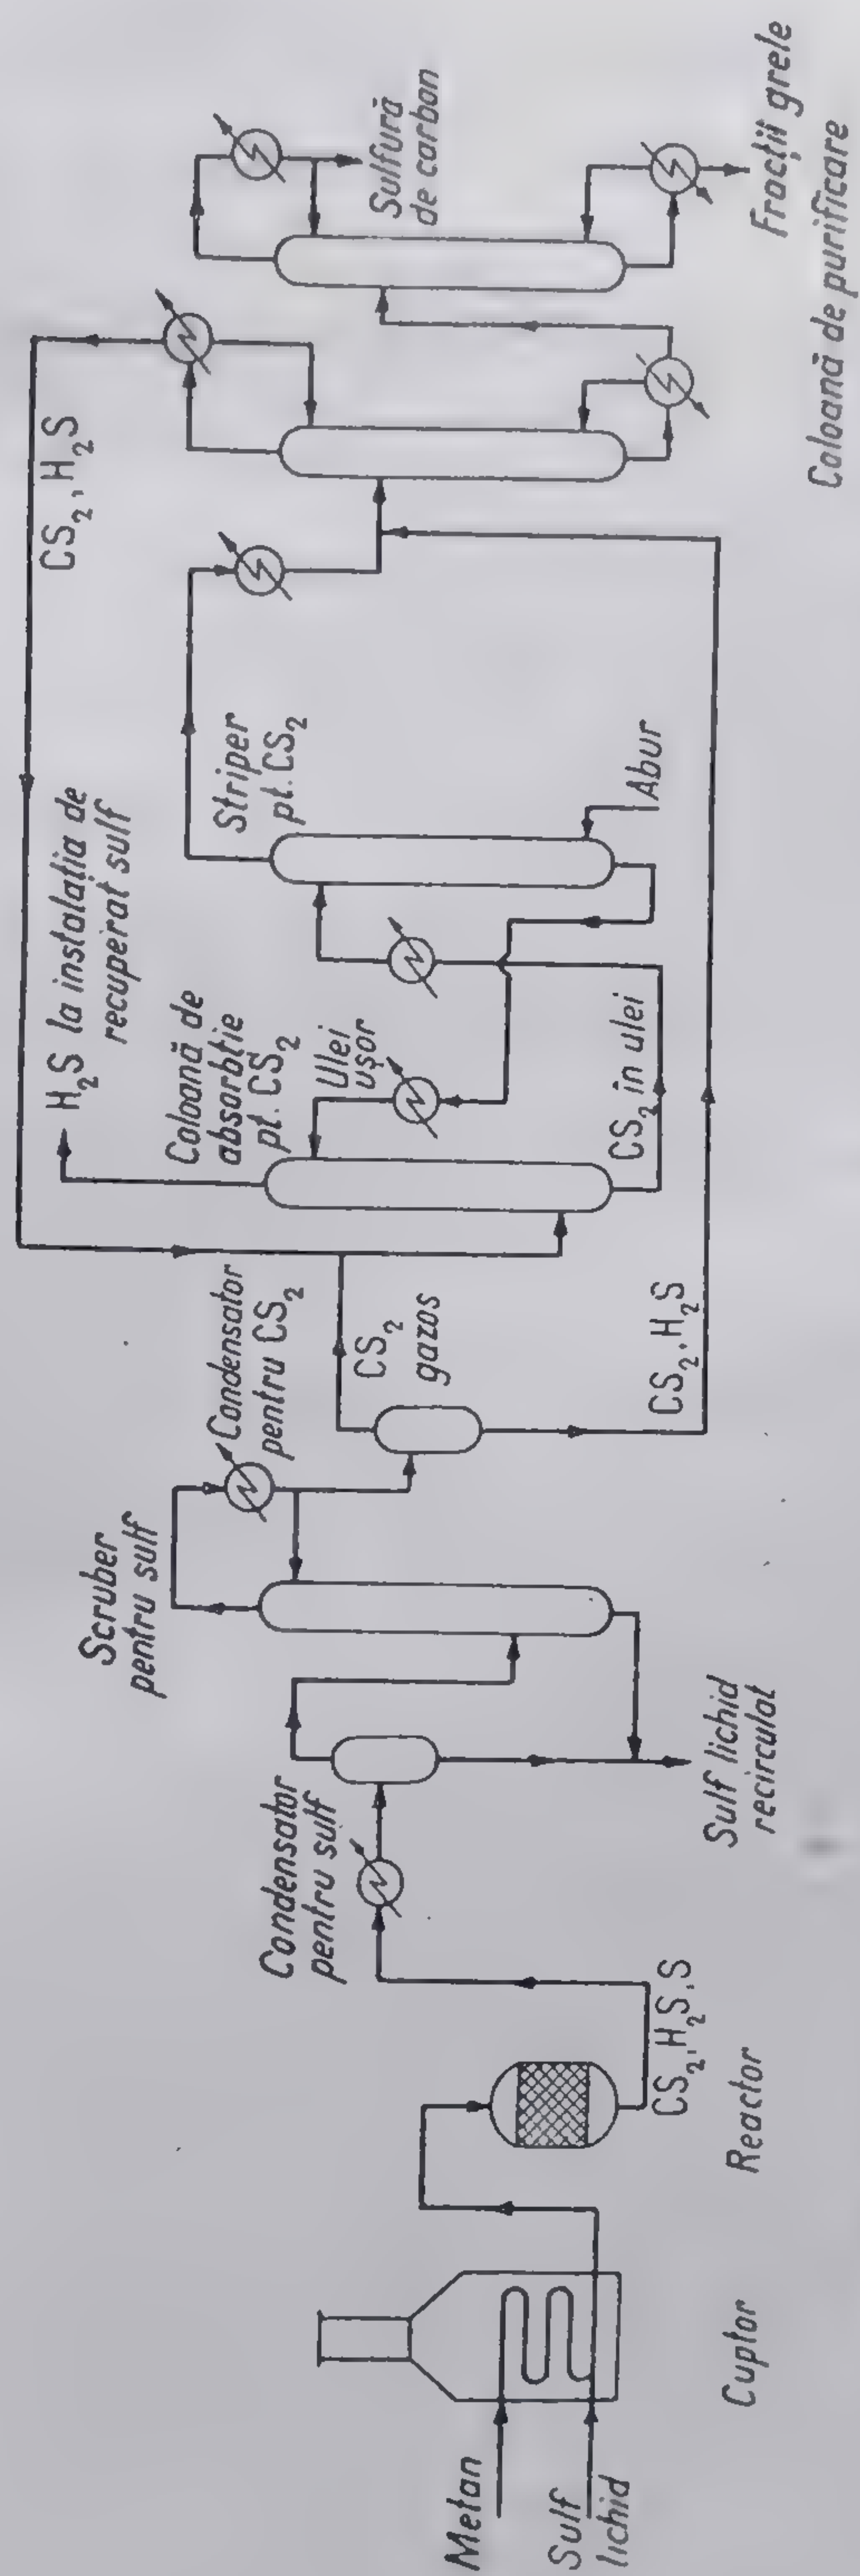 Metan
Sulf
lichid
Cuptor
Reactor
CS₂, H₂S, S
Condensator
pentru sulf
Sulf lichid
recirculat
Scruber
pentru sulf
Condensator
pentru CS₂
CS₂
gazos
CS₂, H₂S
H₂S la instalația de
recuperat sulf
Coloană de
absorbție
pt. CS₂
Ulei
ușor
CS₂ în ulei
Striper
pt. CS₂
Abur
CS₂, H₂S
Sulfură
de carbon
Fracții grele
Coloană de purificare